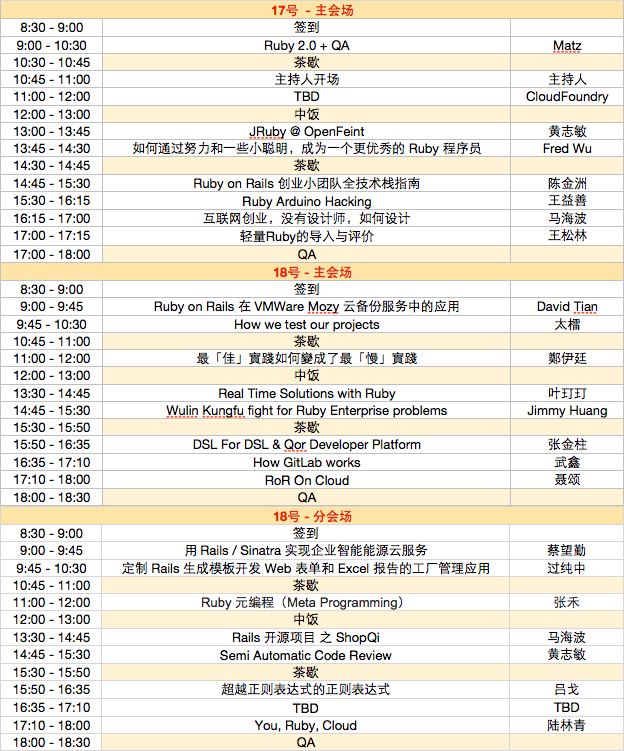 17号 - 主会场
8:30 - 9:00 签到
9:00 - 10:30 Ruby 2.0 + QA Matz
10:30 - 10:45 茶歇
10:45 - 11:00 主持人开场 主持人
11:00 - 12:00 TBD CloudFoundry
12:00 - 13:00 中饭
13:00 - 13:45 JRuby @ OpenFeint 黄志敏
13:45 - 14:30 如何通过努力和一些小聪明，成为一个更优秀的 Ruby 程序员 Fred Wu
14:30 - 14:45 茶歇
14:45 - 15:30 Ruby on Rails 创业小团队全技术栈指南 陈金洲
15:30 - 16:15 Ruby Arduino Hacking 王益善
16:15 - 17:00 互联网创业，没有设计师，如何设计 马海波
17:00 - 17:15 轻量Ruby的导入与评价 王松林
17:00 - 18:00 QA
18号 - 主会场
8:30 - 9:00 签到
9:00 - 9:45 Ruby on Rails 在 VMWare Mozy 云备份服务中的应用 David Tian
9:45 - 10:30 How we test our projects 太檑
10:45 - 11:00 茶歇
11:00 - 12:00 最「佳」實踐如何變成了最「慢」實踐 鄭伊廷
12:00 - 13:00 中饭
13:30 - 14:45 Real Time Solutions with Ruby 叶玎玎
14:45 - 15:30 Wulin Kungfu fight for Ruby Enterprise problems Jimmy Huang
15:30 - 15:50 茶歇
15:50 - 16:35 DSL For DSL & Qor Developer Platform 张金柱
16:35 - 17:10 How GitLab works 武鑫
17:10 - 18:00 RoR On Cloud 聂颂
18:00 - 18:30 QA
18号 - 分会场
8:30 - 9:00 签到
9:00 - 9:45 用 Rails / Sinatra 实现企业智能能源云服务 蔡望勤
9:45 - 10:30 定制 Rails 生成模板开发 Web 表单和 Excel 报告的工厂管理应用 过纯中
10:45 - 11:00 茶歇
11:00 - 12:00 Ruby 元编程（Meta Programming） 张禾
12:00 - 13:00 中饭
13:30 - 14:45 Rails 开源项目 之 ShopQi 马海波
14:45 - 15:30 Semi Automatic Code Review 黄志敏
15:30 - 15:50 茶歇
15:50 - 16:35 超越正则表达式的正则表达式 吕戈
16:35 - 17:10 TBD TBD
17:10 - 18:00 You, Ruby, Cloud 陆林青
18:00 - 18:30 QA